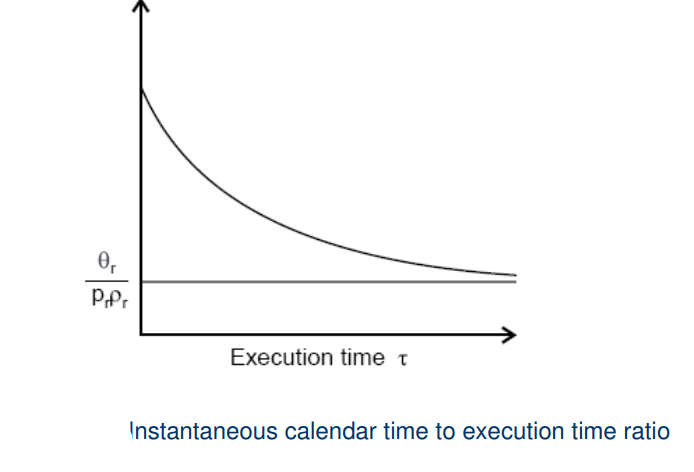 θr
prρr
Execution time τ
Instantaneous calendar time to execution time ratio